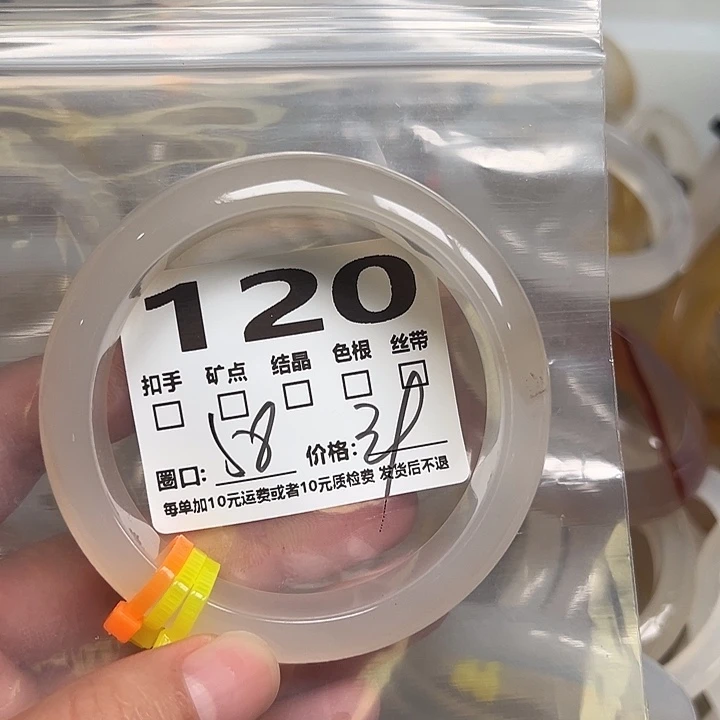 120
扣手 矿点 结晶 色根 丝带
圈口: 58 价格:
每单加10元运费或者10元质检费 发货后不退